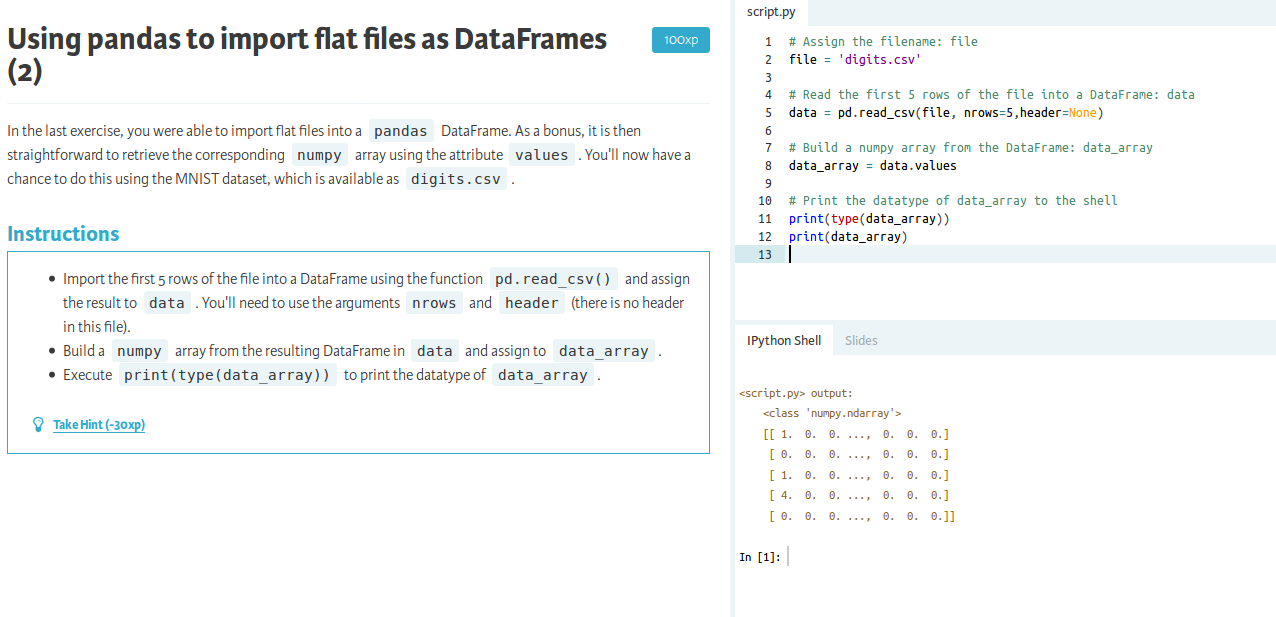 Using pandas to import flat files as DataFrames
(2)
100xp
In the last exercise, you were able to import flat files into a pandas DataFrame. As a bonus, it is then
straightforward to retrieve the corresponding numpy array using the attribute values . You'll now have a
chance to do this using the MNIST dataset, which is available as digits.csv .
Instructions
• Import the first 5 rows of the file into a DataFrame using the function pd.read_csv() and assign
the result to data . You'll need to use the arguments nrows and header (there is no header
in this file).
• Build a numpy array from the resulting DataFrame in data and assign to data_array .
• Execute print(type(data_array)) to print the datatype of data_array .
Take Hint (-30xp)
script.py
1 # Assign the filename: file
2 file = 'digits.csv'
3
4 # Read the first 5 rows of the file into a DataFrame: data
5 data = pd.read_csv(file, nrows=5,header=None)
6
7 # Build a numpy array from the DataFrame: data_array
8 data_array = data.values
9
10 # Print the datatype of data_array to the shell
11 print(type(data_array))
12 print(data_array)
13
IPython Shell Slides
<script.py> output:
<class 'numpy.ndarray'>
[[ 1. 0. 0. ..., 0. 0. 0.]
[ 0. 0. 0. ..., 0. 0. 0.]
[ 1. 0. 0. ..., 0. 0. 0.]
[ 4. 0. 0. ..., 0. 0. 0.]
[ 0. 0. 0. ..., 0. 0. 0.]]
In [1]: